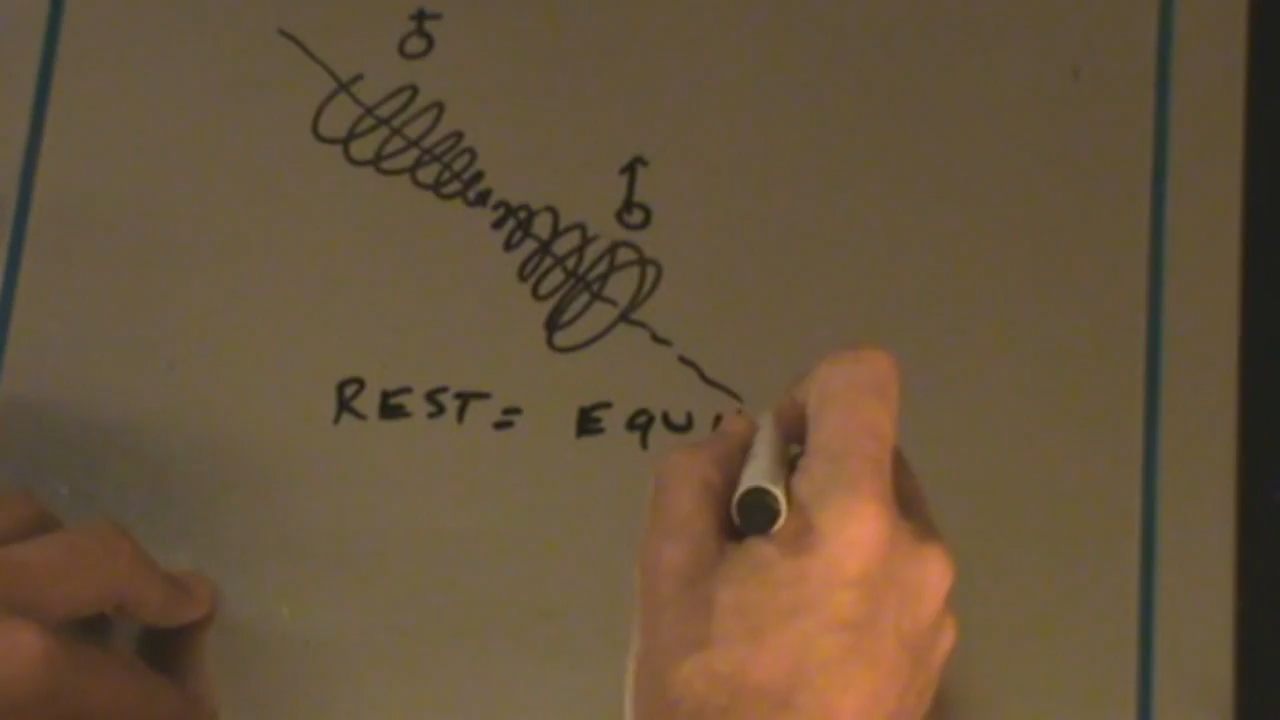 REST = EQUI